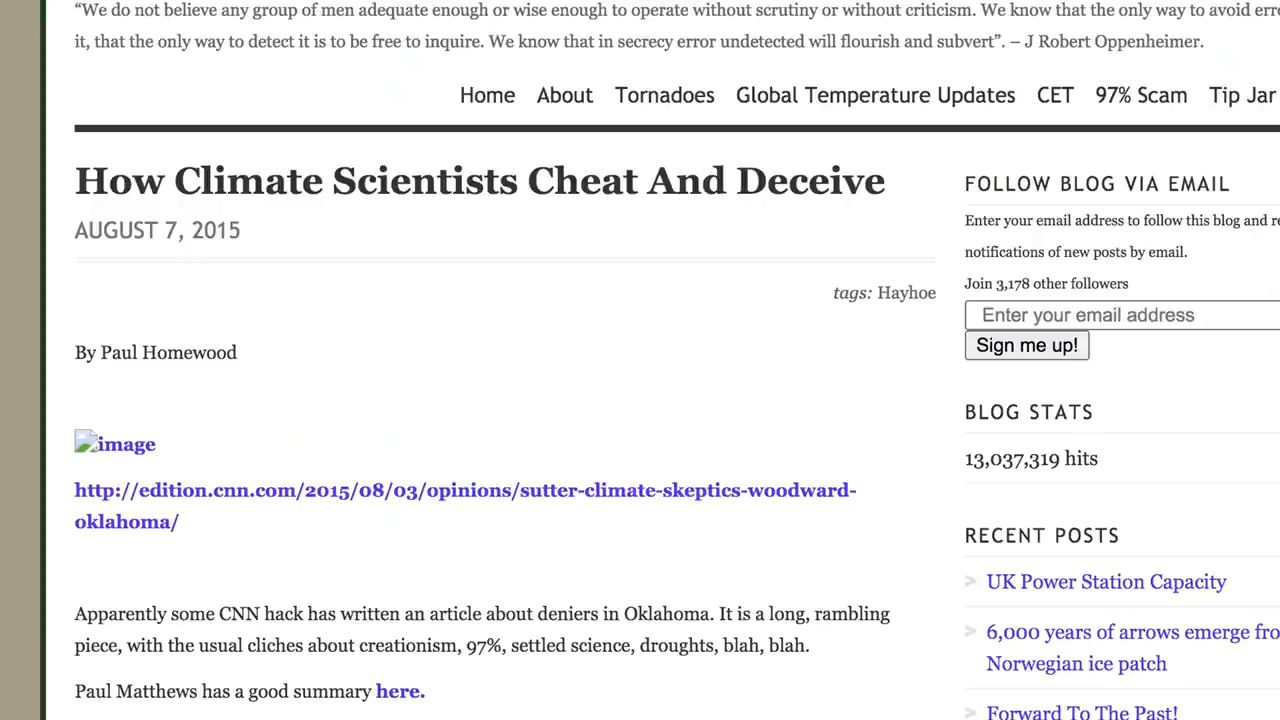 “We do not believe any group of men adequate enough or wise enough to operate without scrutiny or without criticism. We know that the only way to avoid
it, that the only way to detect it is to be free to inquire. We know that in secrecy error undetected will flourish and subvert”. – J Robert Oppenheimer.
Home About Tornadoes Global Temperature Updates CET 97% Scam Tip Jar
How Climate Scientists Cheat And Deceive
AUGUST 7, 2015
tags: Hayhoe
By Paul Homewood
image
http://edition.cnn.com/2015/08/03/opinions/sutter-climate-skeptics-woodward-
oklahoma/
Apparently some CNN hack has written an article about deniers in Oklahoma. It is a long, rambling
piece, with the usual cliches about creationism, 97%, settled science, droughts, blah, blah.
Paul Matthews has a good summary here.
FOLLOW BLOG VIA EMAIL
Enter your email address to follow this blog and
notifications of new posts by email.
Join 3,178 other followers
Enter your email address
Sign me up!
BLOG STATS
13,037,319 hits
RECENT POSTS
UK Power Station Capacity
6,000 years of arrows emerge
Norwegian ice patch
Forward To The Past!